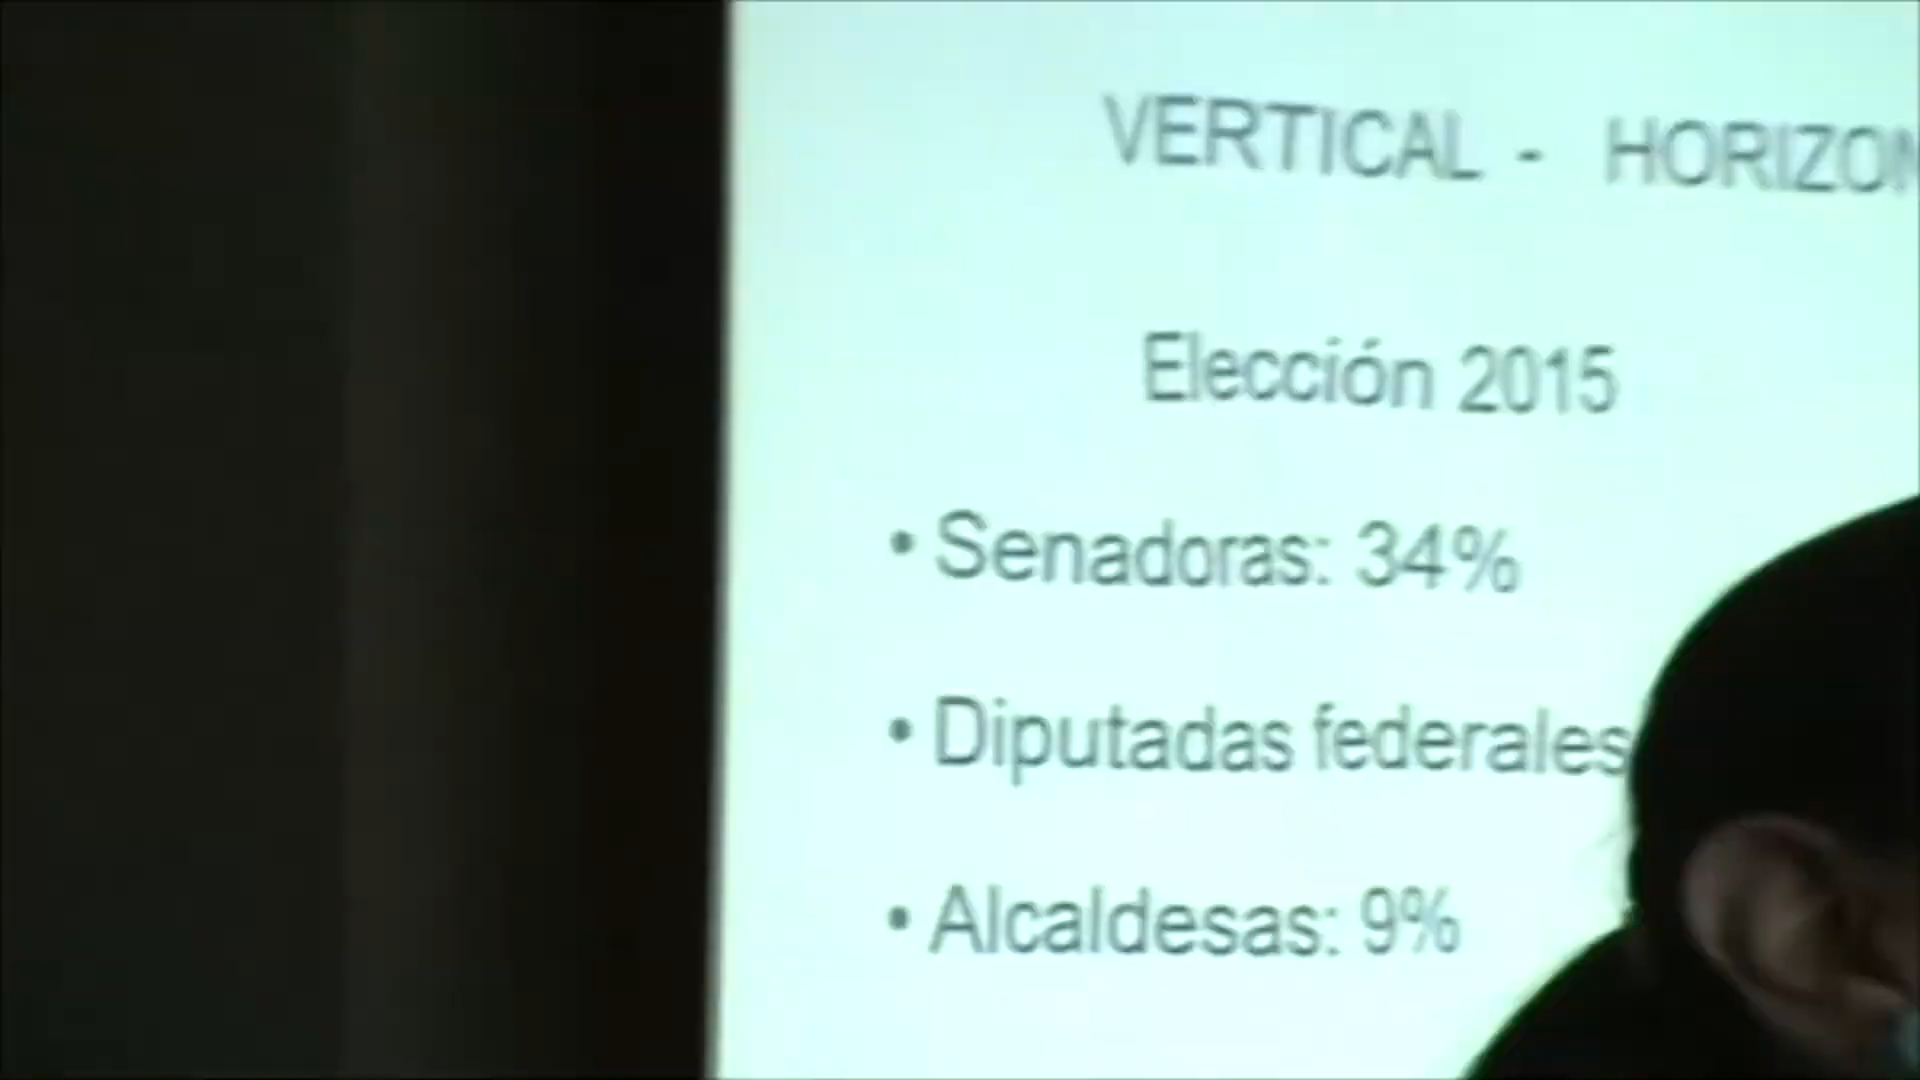 VERTICAL - HORIZON
Elección 2015
• Senadoras: 34%
• Diputadas federales
• Alcaldesas: 9%